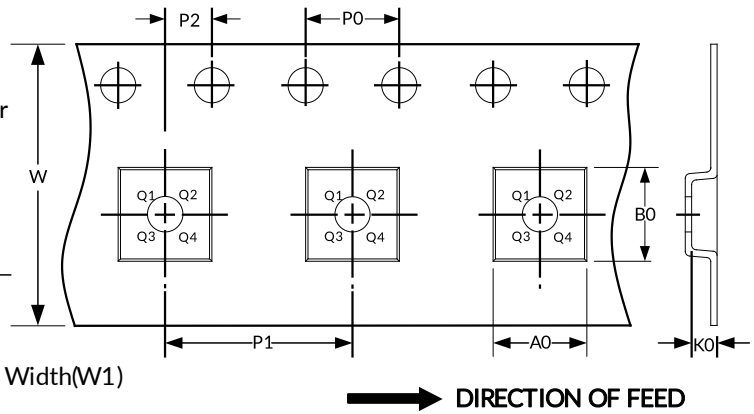 P2
P0
r
W
Q1 Q2
Q3 Q4
Q1 Q2
Q3 Q4
Q1 Q2
Q3 Q4
B0
P1
A0
K0
Width(W1)
DIRECTION OF FEED